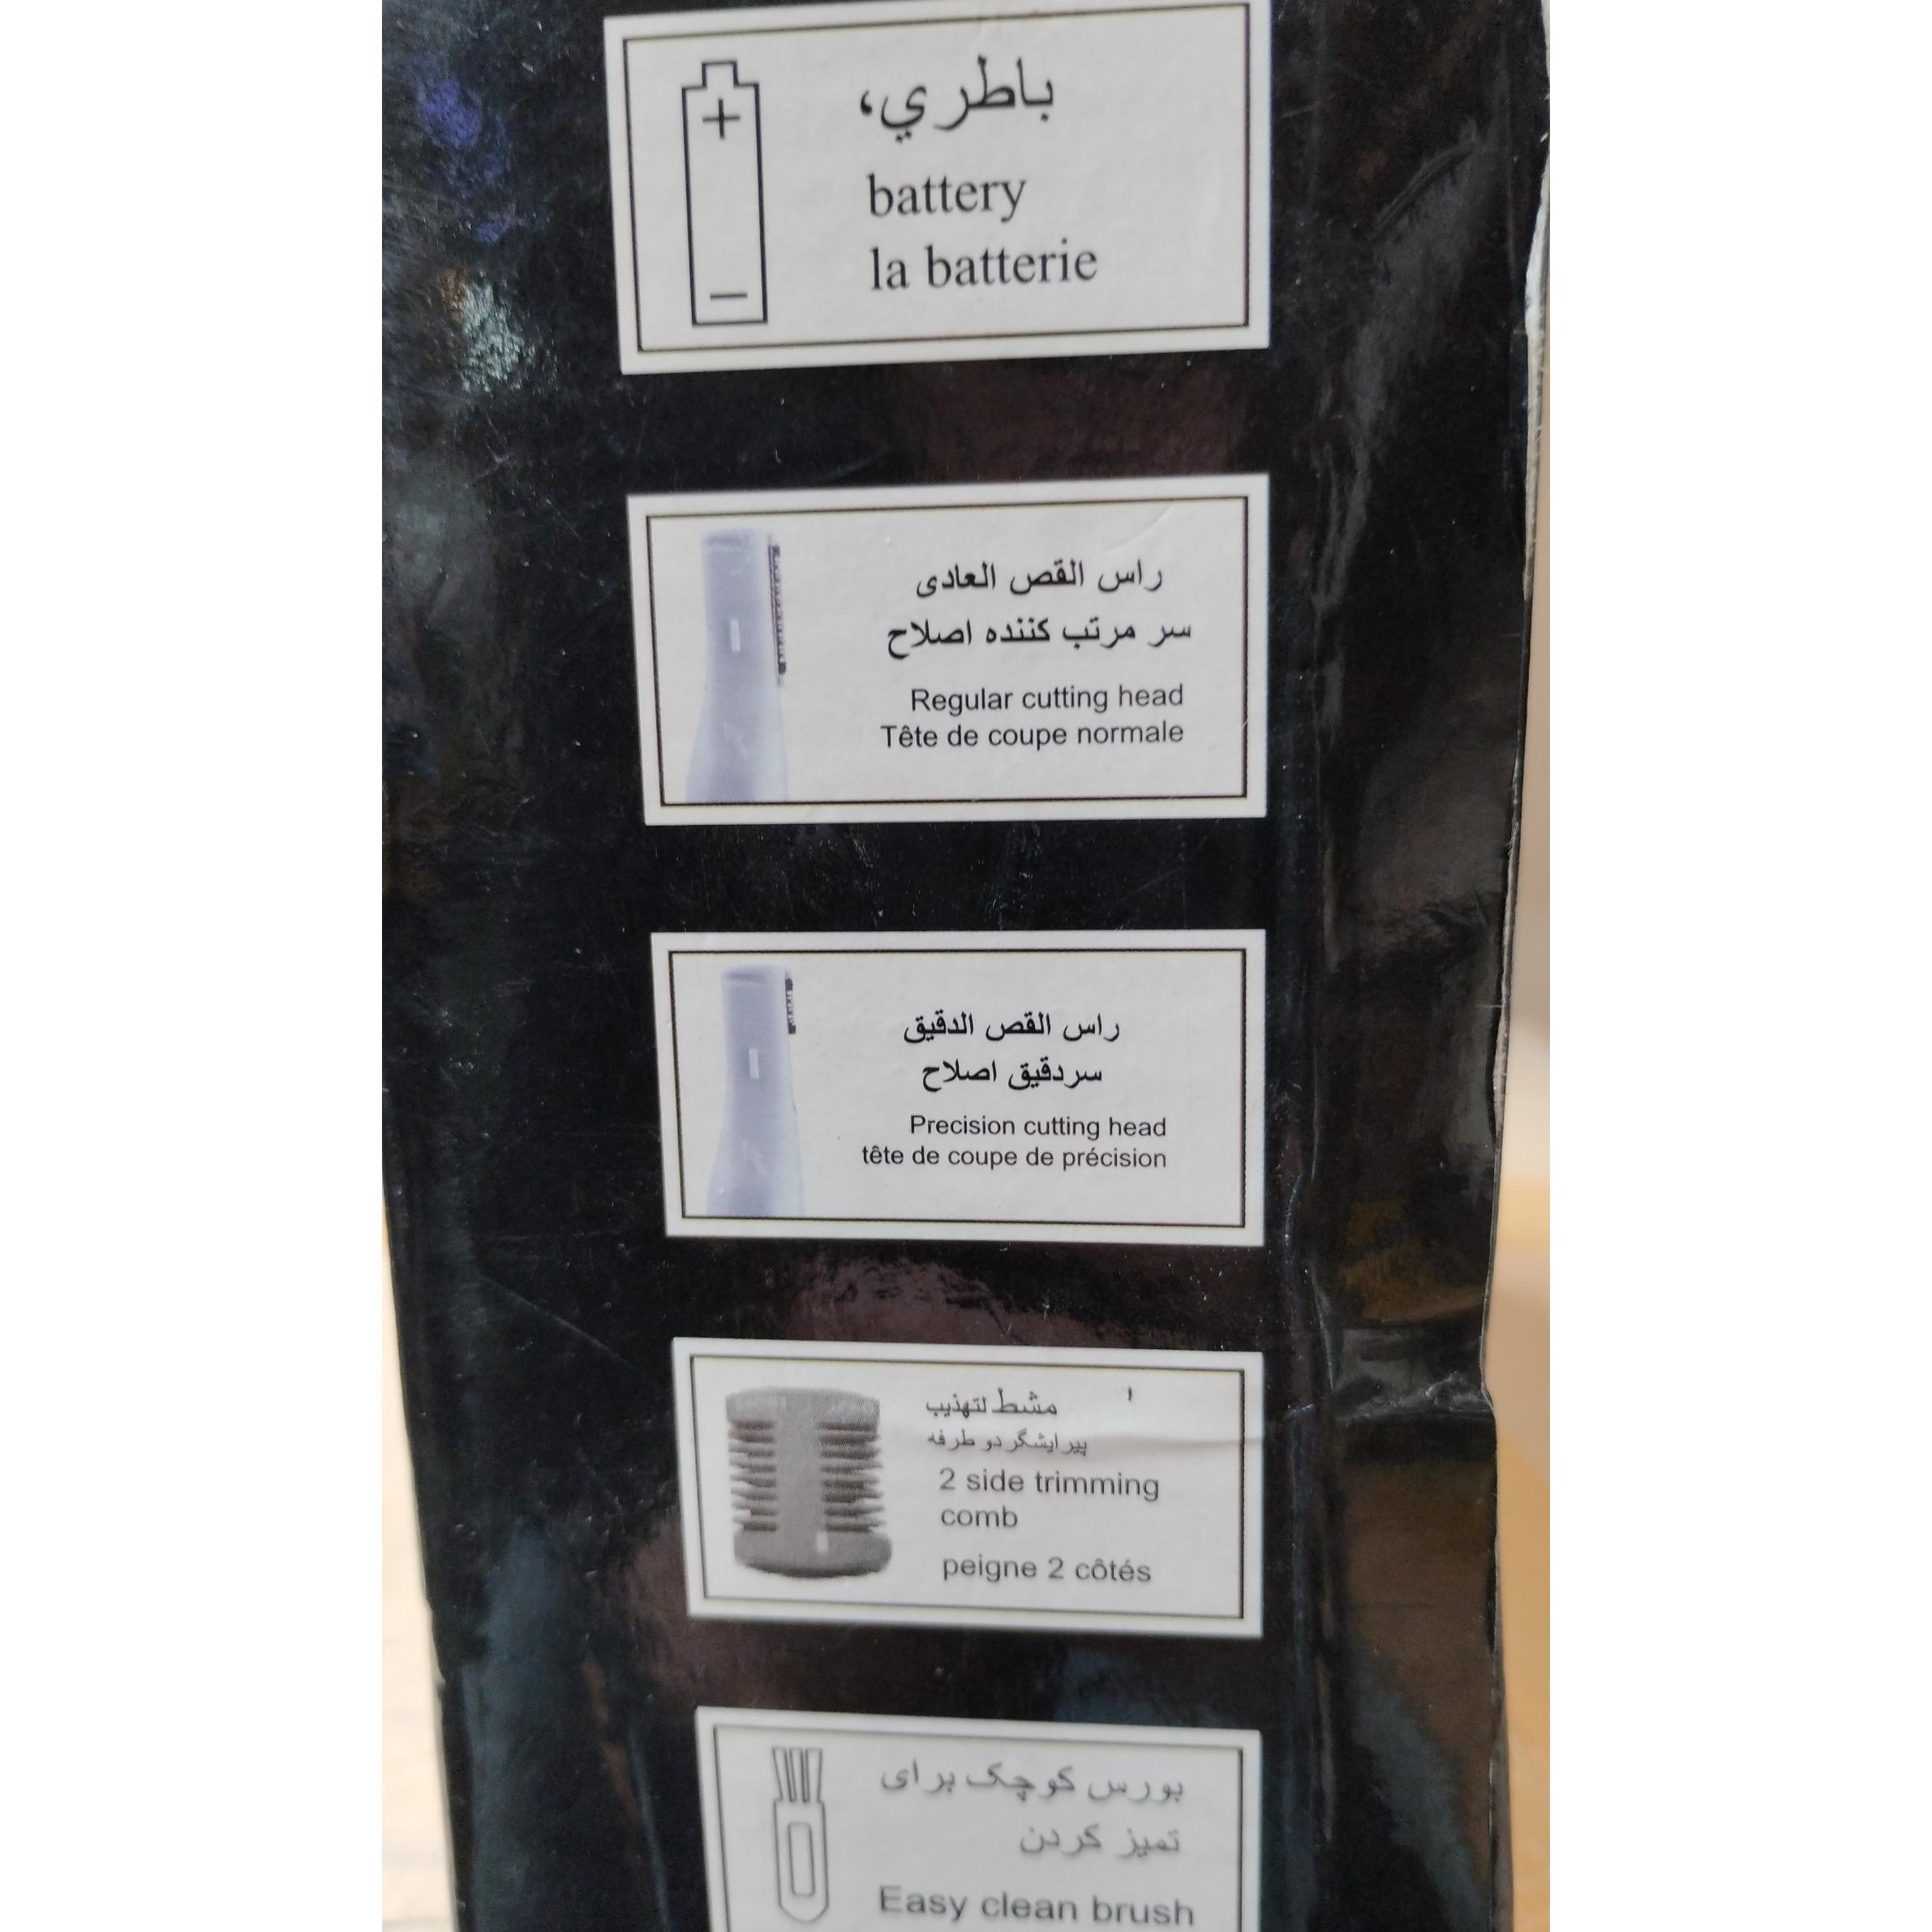 باطري،
battery
la batterie
راس القص العادى
سر مرتب کننده اصلاح
Regular cutting head
Tête de coupe normale
راس القص الدقيق
سردقیق اصلاح
Precision cutting head
tête de coupe de précision
مشط لتهذيب
پیرایشگر دو طرفه
2 side trimming
comb
peigne 2 côtés
بورس کوچک برای
تمیز کردن
Easy clean brush